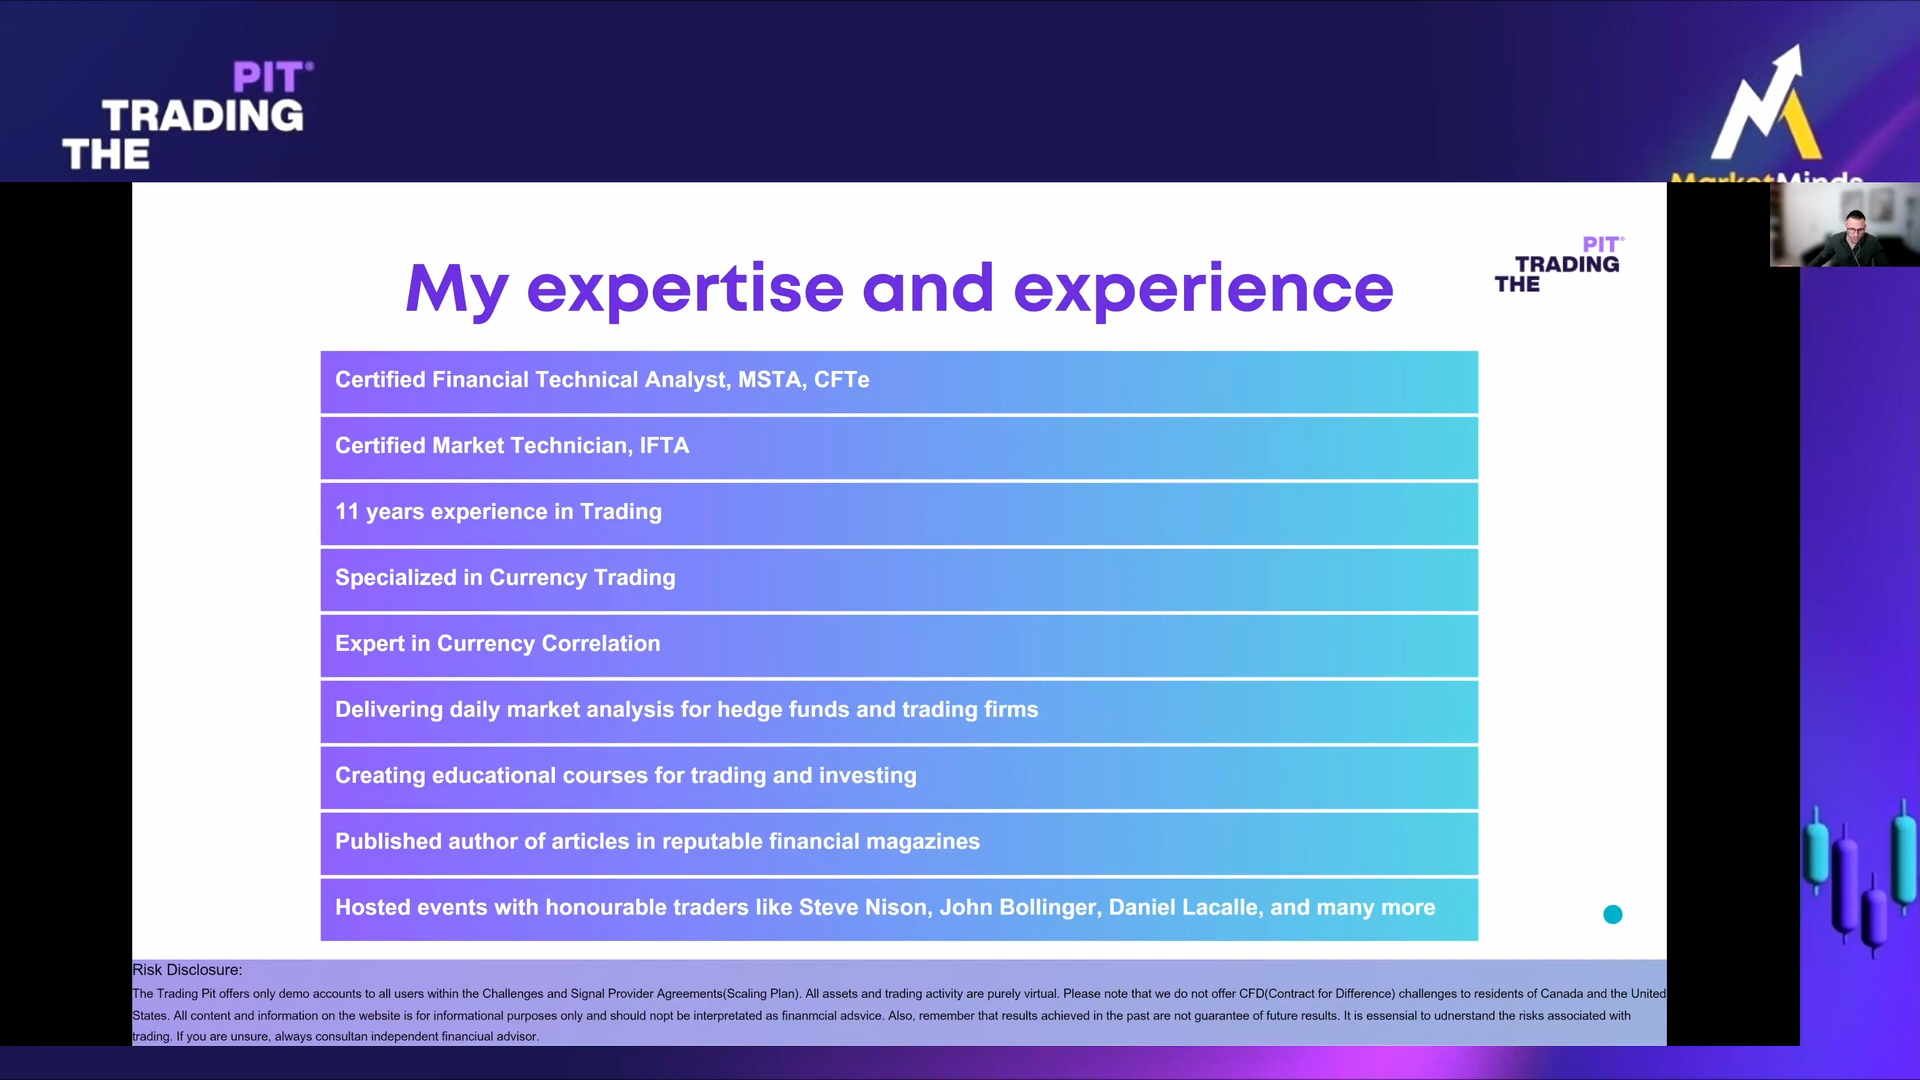 PIT®
TRADING
THE
MarketMinds
My expertise and experience
PIT®
TRADING
THE
Certified Financial Technical Analyst, MSTA, CFTe
Certified Market Technician, IFTA
11 years experience in Trading
Specialized in Currency Trading
Expert in Currency Correlation
Delivering daily market analysis for hedge funds and trading firms
Creating educational courses for trading and investing
Published author of articles in reputable financial magazines
Hosted events with honourable traders like Steve Nison, John Bollinger, Daniel Lacalle, and many more
Risk Disclosure:
The Trading Pit offers only demo accounts to all users within the Challenges and Signal Provider Agreements(Scaling Plan). All assets and trading activity are purely virtual. Please note that we do not offer CFD(Contract for Difference) challenges to residents of Canada and the United
States. All content and information on the website is for informational purposes only and should nopt be interpretated as finanmcial adsvice. Also, remember that results achieved in the past are not guarantee of future results. It is essensial to udnerstand the risks associated with
trading. If you are unsure, always consultan independent financiual advisor.